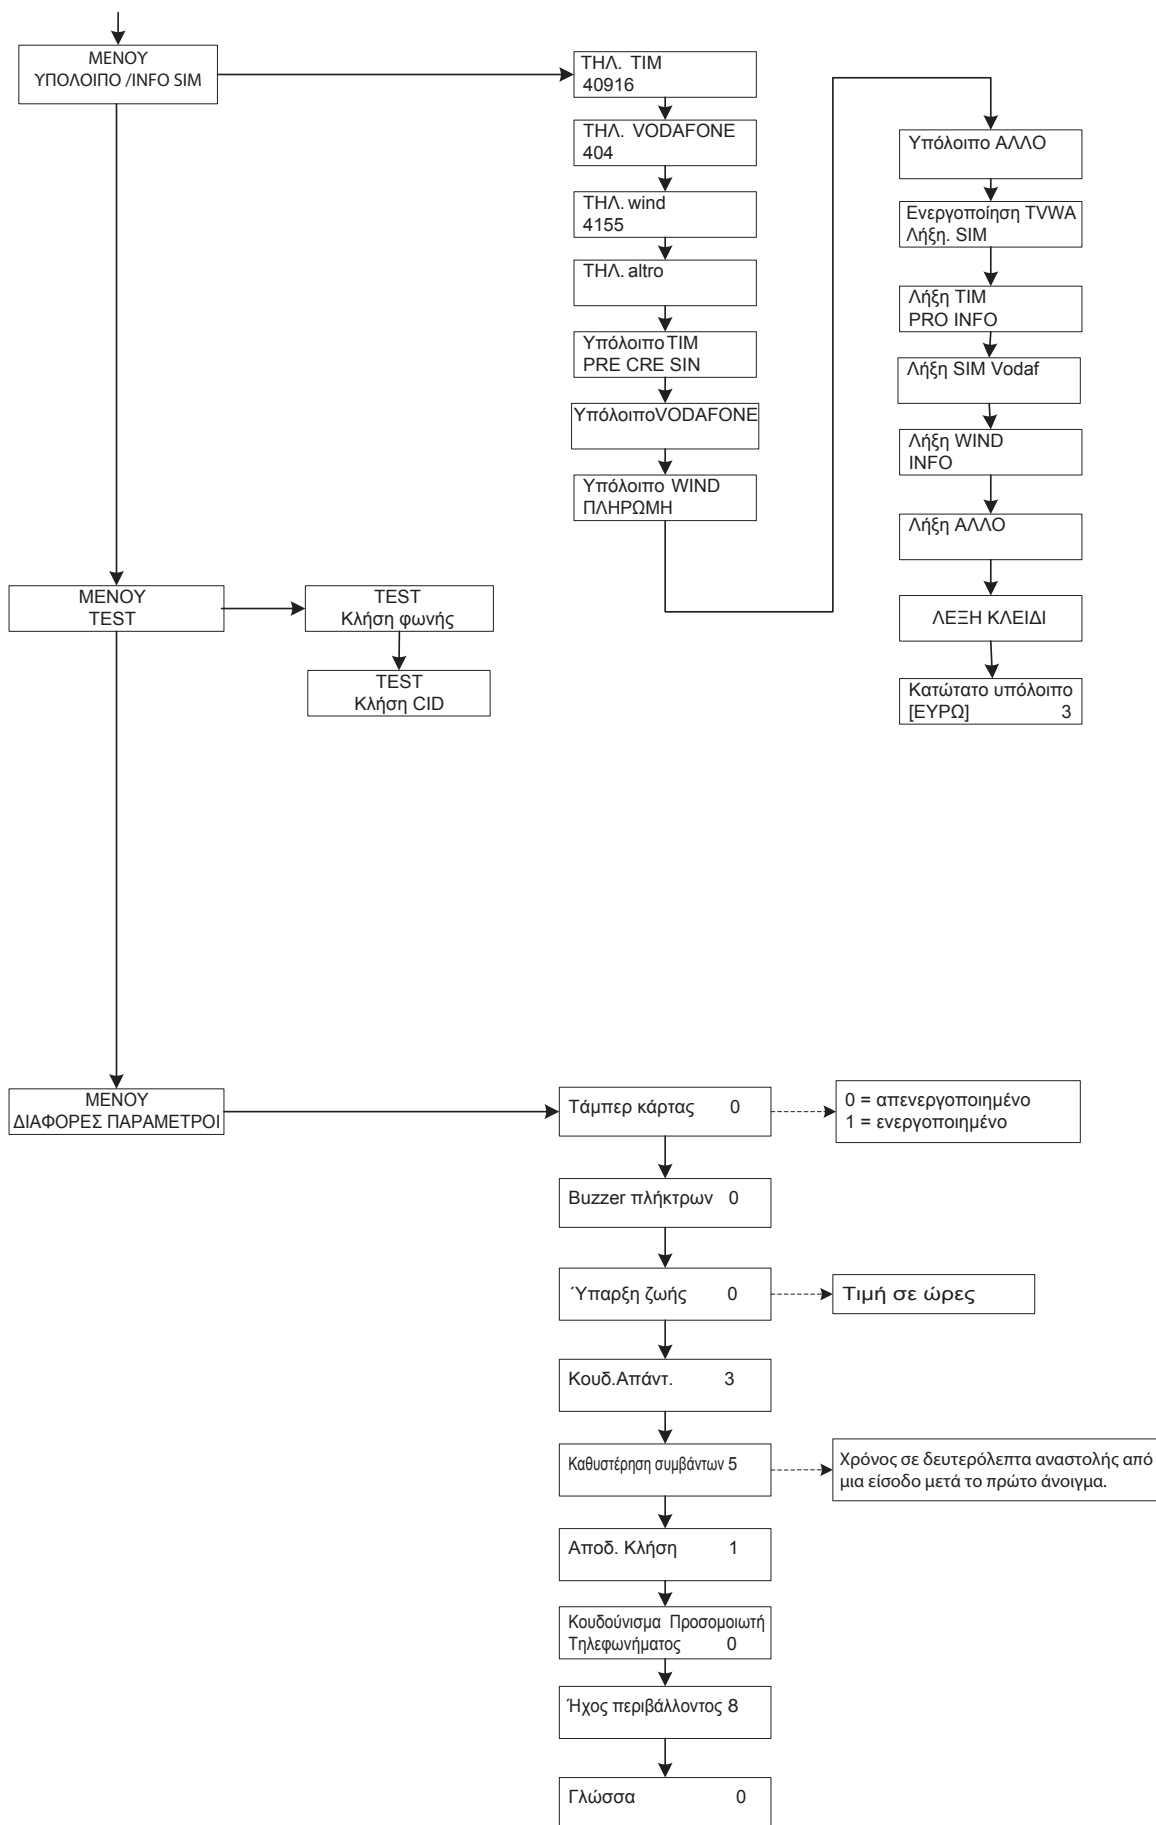 ΜΕΝΟΥ
ΥΠΟΛΟΙΠΟ /INFO SIM
ΤΗΛ. TIM
40916
ΤΗΛ. VODAFONE
404
ΤΗΛ. wind
4155
ΤΗΛ. altro
Υπόλοιπο TIM
PRE CRE SIN
Υπόλοιπο VODAFONE
Υπόλοιπο WIND
ΠΛΗΡΩΜΗ
Υπόλοιπο ΑΛΛΟ
Ενεργοποίηση TVWA
Λήξη. SIM
Λήξη TIM
PRO INFO
Λήξη SIM Vodaf
Λήξη WIND
INFO
Λήξη ΑΛΛΟ
ΛΕΞΗ ΚΛΕΙΔΙ
Κατώτατο υπόλοιπο
[ΕΥΡΩ] 3
ΜΕΝΟΥ
TEST
TEST
Κλήση φωνής
TEST
Κλήση CID
ΜΕΝΟΥ
ΔΙΑΦΟΡΕΣ ΠΑΡΑΜΕΤΡΟΙ
Τάμπερ κάρτας 0
0 = απενεργοποιημένο
1 = ενεργοποιημένο
Buzzer πλήκτρων 0
Ύπαρξη ζωής 0
Τιμή σε ώρες
Κουδ.Απάντ. 3
Καθυστέρηση συμβάντων 5
Χρόνος σε δευτερόλεπτα αναστολής από
μια είσοδο μετά το πρώτο άνοιγμα.
Αποδ. Κλήση 1
Κουδούνισμα Προσομοιωτή
Τηλεφωνήματος 0
Ήχος περιβάλλοντος 8
Γλώσσα 0